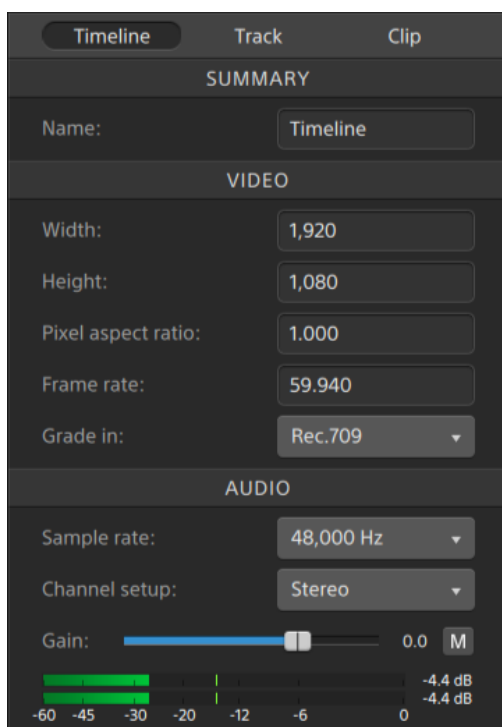 Timeline Track Clip
SUMMARY
Name: Timeline
VIDEO
Width: 1,920
Height: 1,080
Pixel aspect ratio: 1.000
Frame rate: 59.940
Grade in: Rec.709
AUDIO
Sample rate: 48,000 Hz
Channel setup: Stereo
Gain: 0.0 M
-4.4 dB
-4.4 dB
-60 -45 -30 -20 -12 -6 0